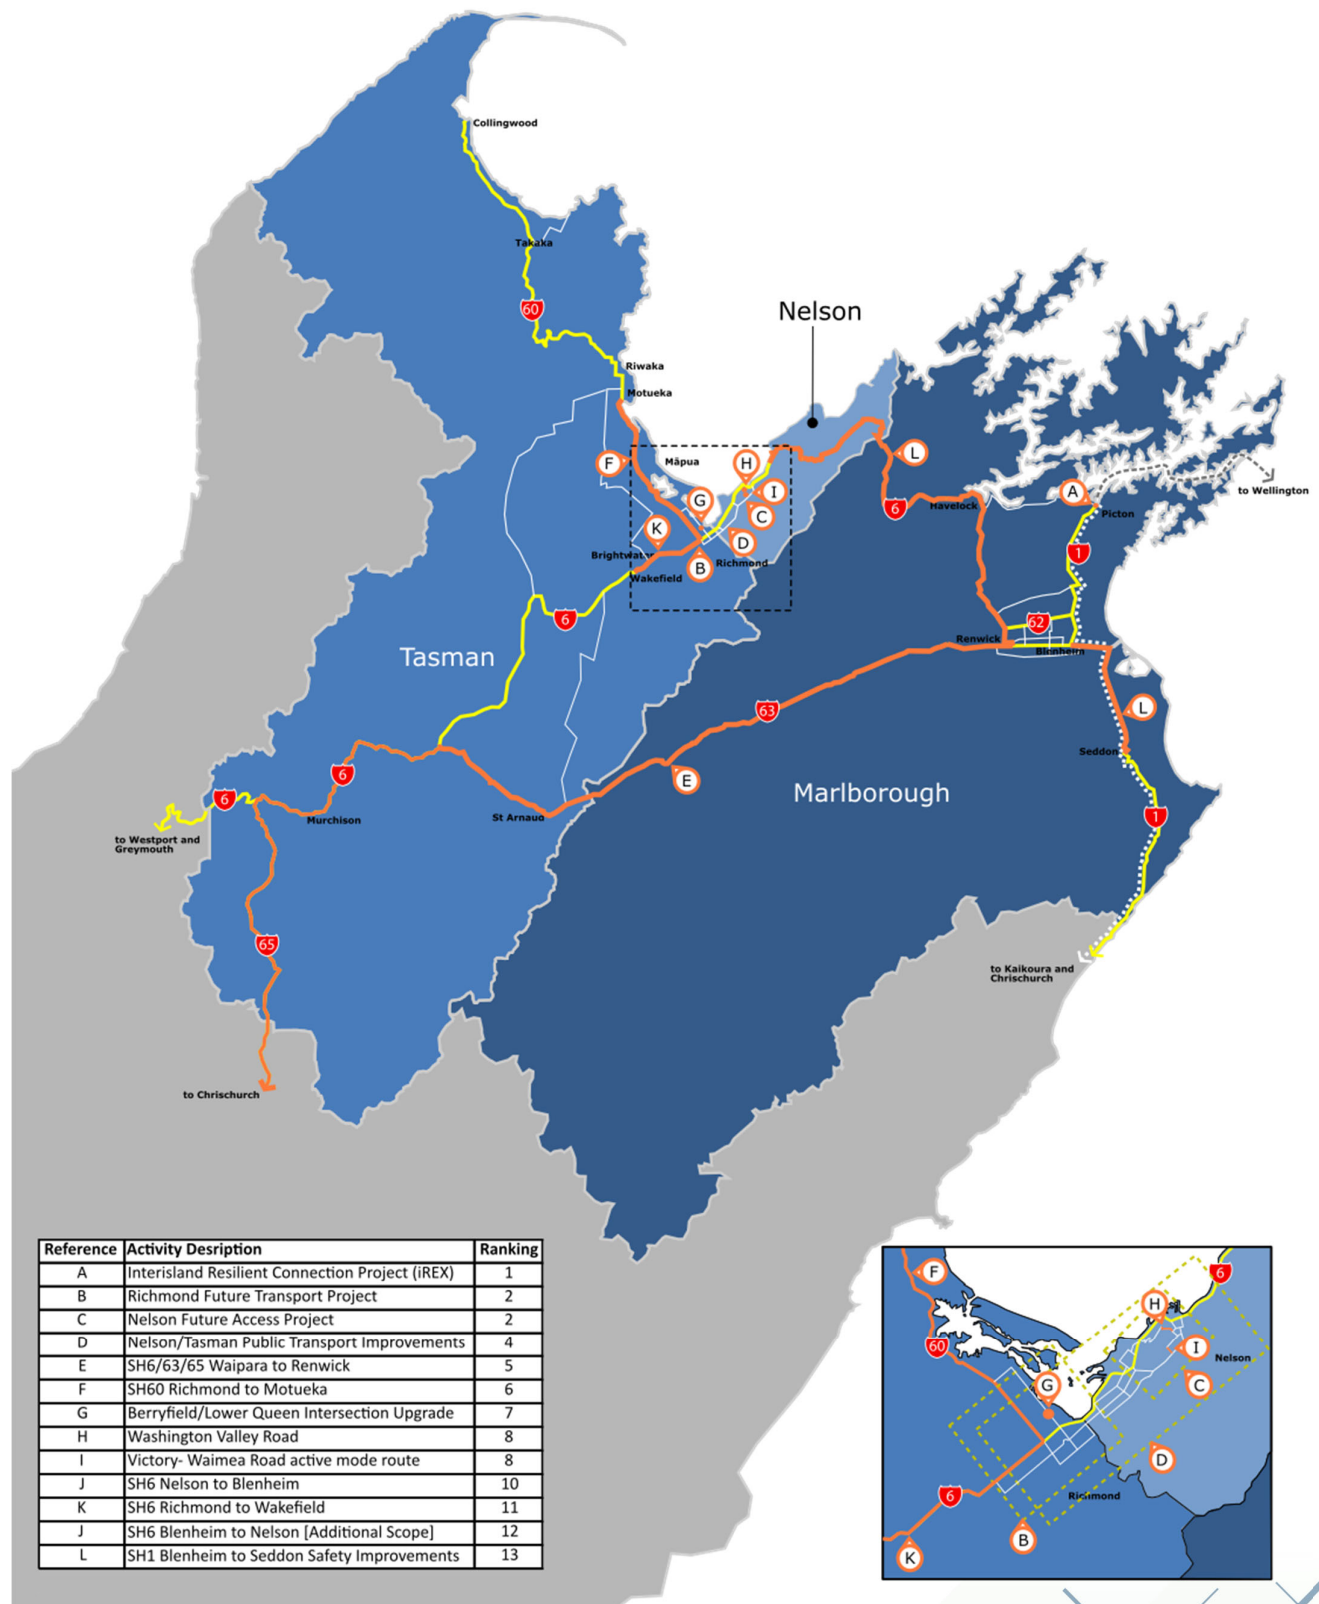 Collingwood
Takaka
60
Nelson
Riwaka
Motueka
F
Māpua
H
L
I
A
to Wellington
G
6
Havelock
Picton
C
K
D
1
Brightwater
B
Richmond
Wakefield
6
62
Renwick
Blenheim
Tasman
63
L
Seddon
6
E
Marlborough
6
Murchison
St Arnaud
1
to Westport and
Greymouth
65
to Kaikoura and
Chrischurch
to Chrischurch
Reference Activity Desription Ranking
A Interisland Resilient Connection Project (iREX) 1
B Richmond Future Transport Project 2
C Nelson Future Access Project 2
D Nelson/Tasman Public Transport Improvements 4
E SH6/63/65 Waipara to Renwick 5
F SH60 Richmond to Motueka 6
G Berryfield/Lower Queen Intersection Upgrade 7
H Washington Valley Road 8
I Victory- Waimea Road active mode route 8
J SH6 Nelson to Blenheim 10
K SH6 Richmond to Wakefield 11
J SH6 Blenheim to Nelson [Additional Scope] 12
L SH1 Blenheim to Seddon Safety Improvements 13
F
6
H
60
I
Nelson
G
C
D
6
Richmond
B
K